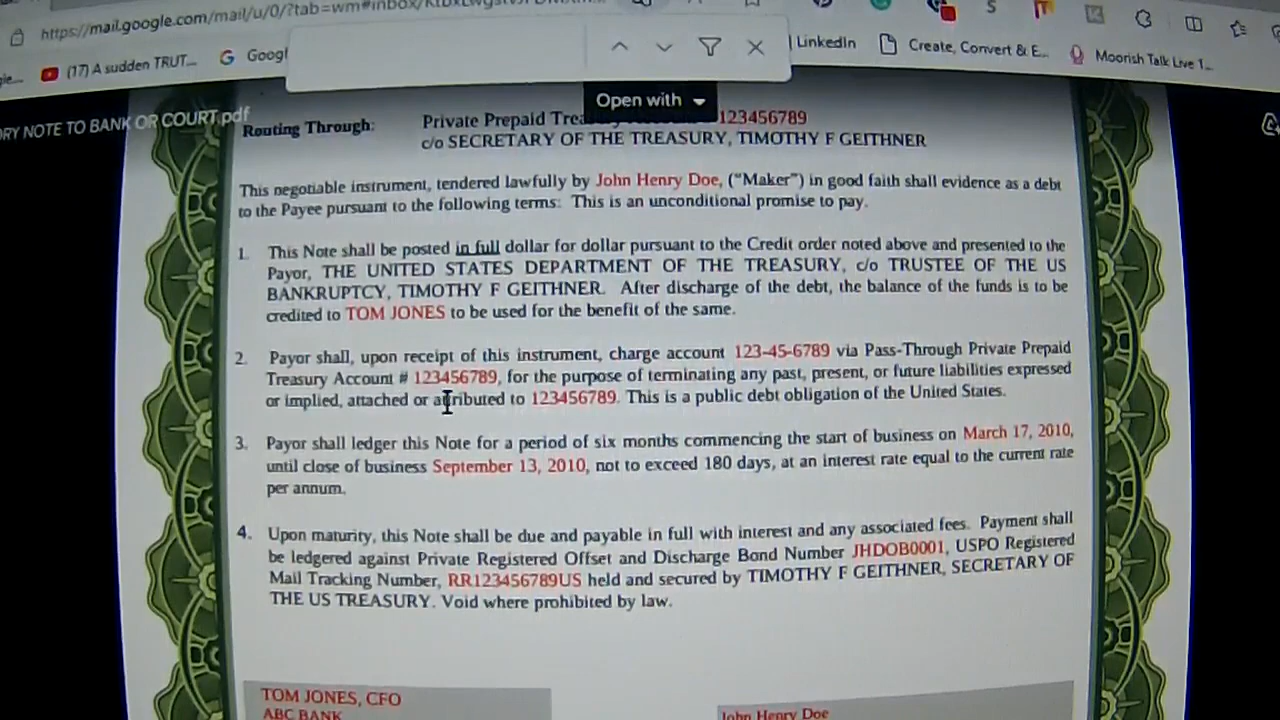 https://mail.google.com/mail/u/0/?tab=wm#inbox/
(17) A sudden TRUT...
Googl
LinkedIn
Create, Convert & E...
Moorish Talk Live 1...
Open with
RY NOTE TO BANK OR COURT.pdf
Routing Through: Private Prepaid Trea 123456789
c/o SECRETARY OF THE TREASURY, TIMOTHY F GEITHNER
This negotiable instrument, tendered lawfully by John Henry Doe, ("Maker") in good faith shall evidence as a debt
to the Payee pursuant to the following terms: This is an unconditional promise to pay.
1. This Note shall be posted in full dollar for dollar pursuant to the Credit order noted above and presented to the
Payor, THE UNITED STATES DEPARTMENT OF THE TREASURY, c/o TRUSTEE OF THE US
BANKRUPTCY, TIMOTHY F GEITHNER. After discharge of the debt, the balance of the funds is to be
credited to TOM JONES to be used for the benefit of the same.
2. Payor shall, upon receipt of this instrument, charge account 123-45-6789 via Pass-Through Private Prepaid
Treasury Account # 123456789, for the purpose of terminating any past, present, or future liabilities expressed
or implied, attached or attributed to 123456789. This is a public debt obligation of the United States.
3. Payor shall ledger this Note for a period of six months commencing the start of business on March 17, 2010,
until close of business September 13, 2010, not to exceed 180 days, at an interest rate equal to the current rate
per annum.
4. Upon maturity, this Note shall be due and payable in full with interest and any associated fees. Payment shall
be ledgered against Private Registered Offset and Discharge Bond Number JHDOB0001, USPO Registered
Mail Tracking Number, RR123456789US held and secured by TIMOTHY F GEITHNER, SECRETARY OF
THE US TREASURY. Void where prohibited by law.
TOM JONES, CFO
ABC BANK
John Henry Doe